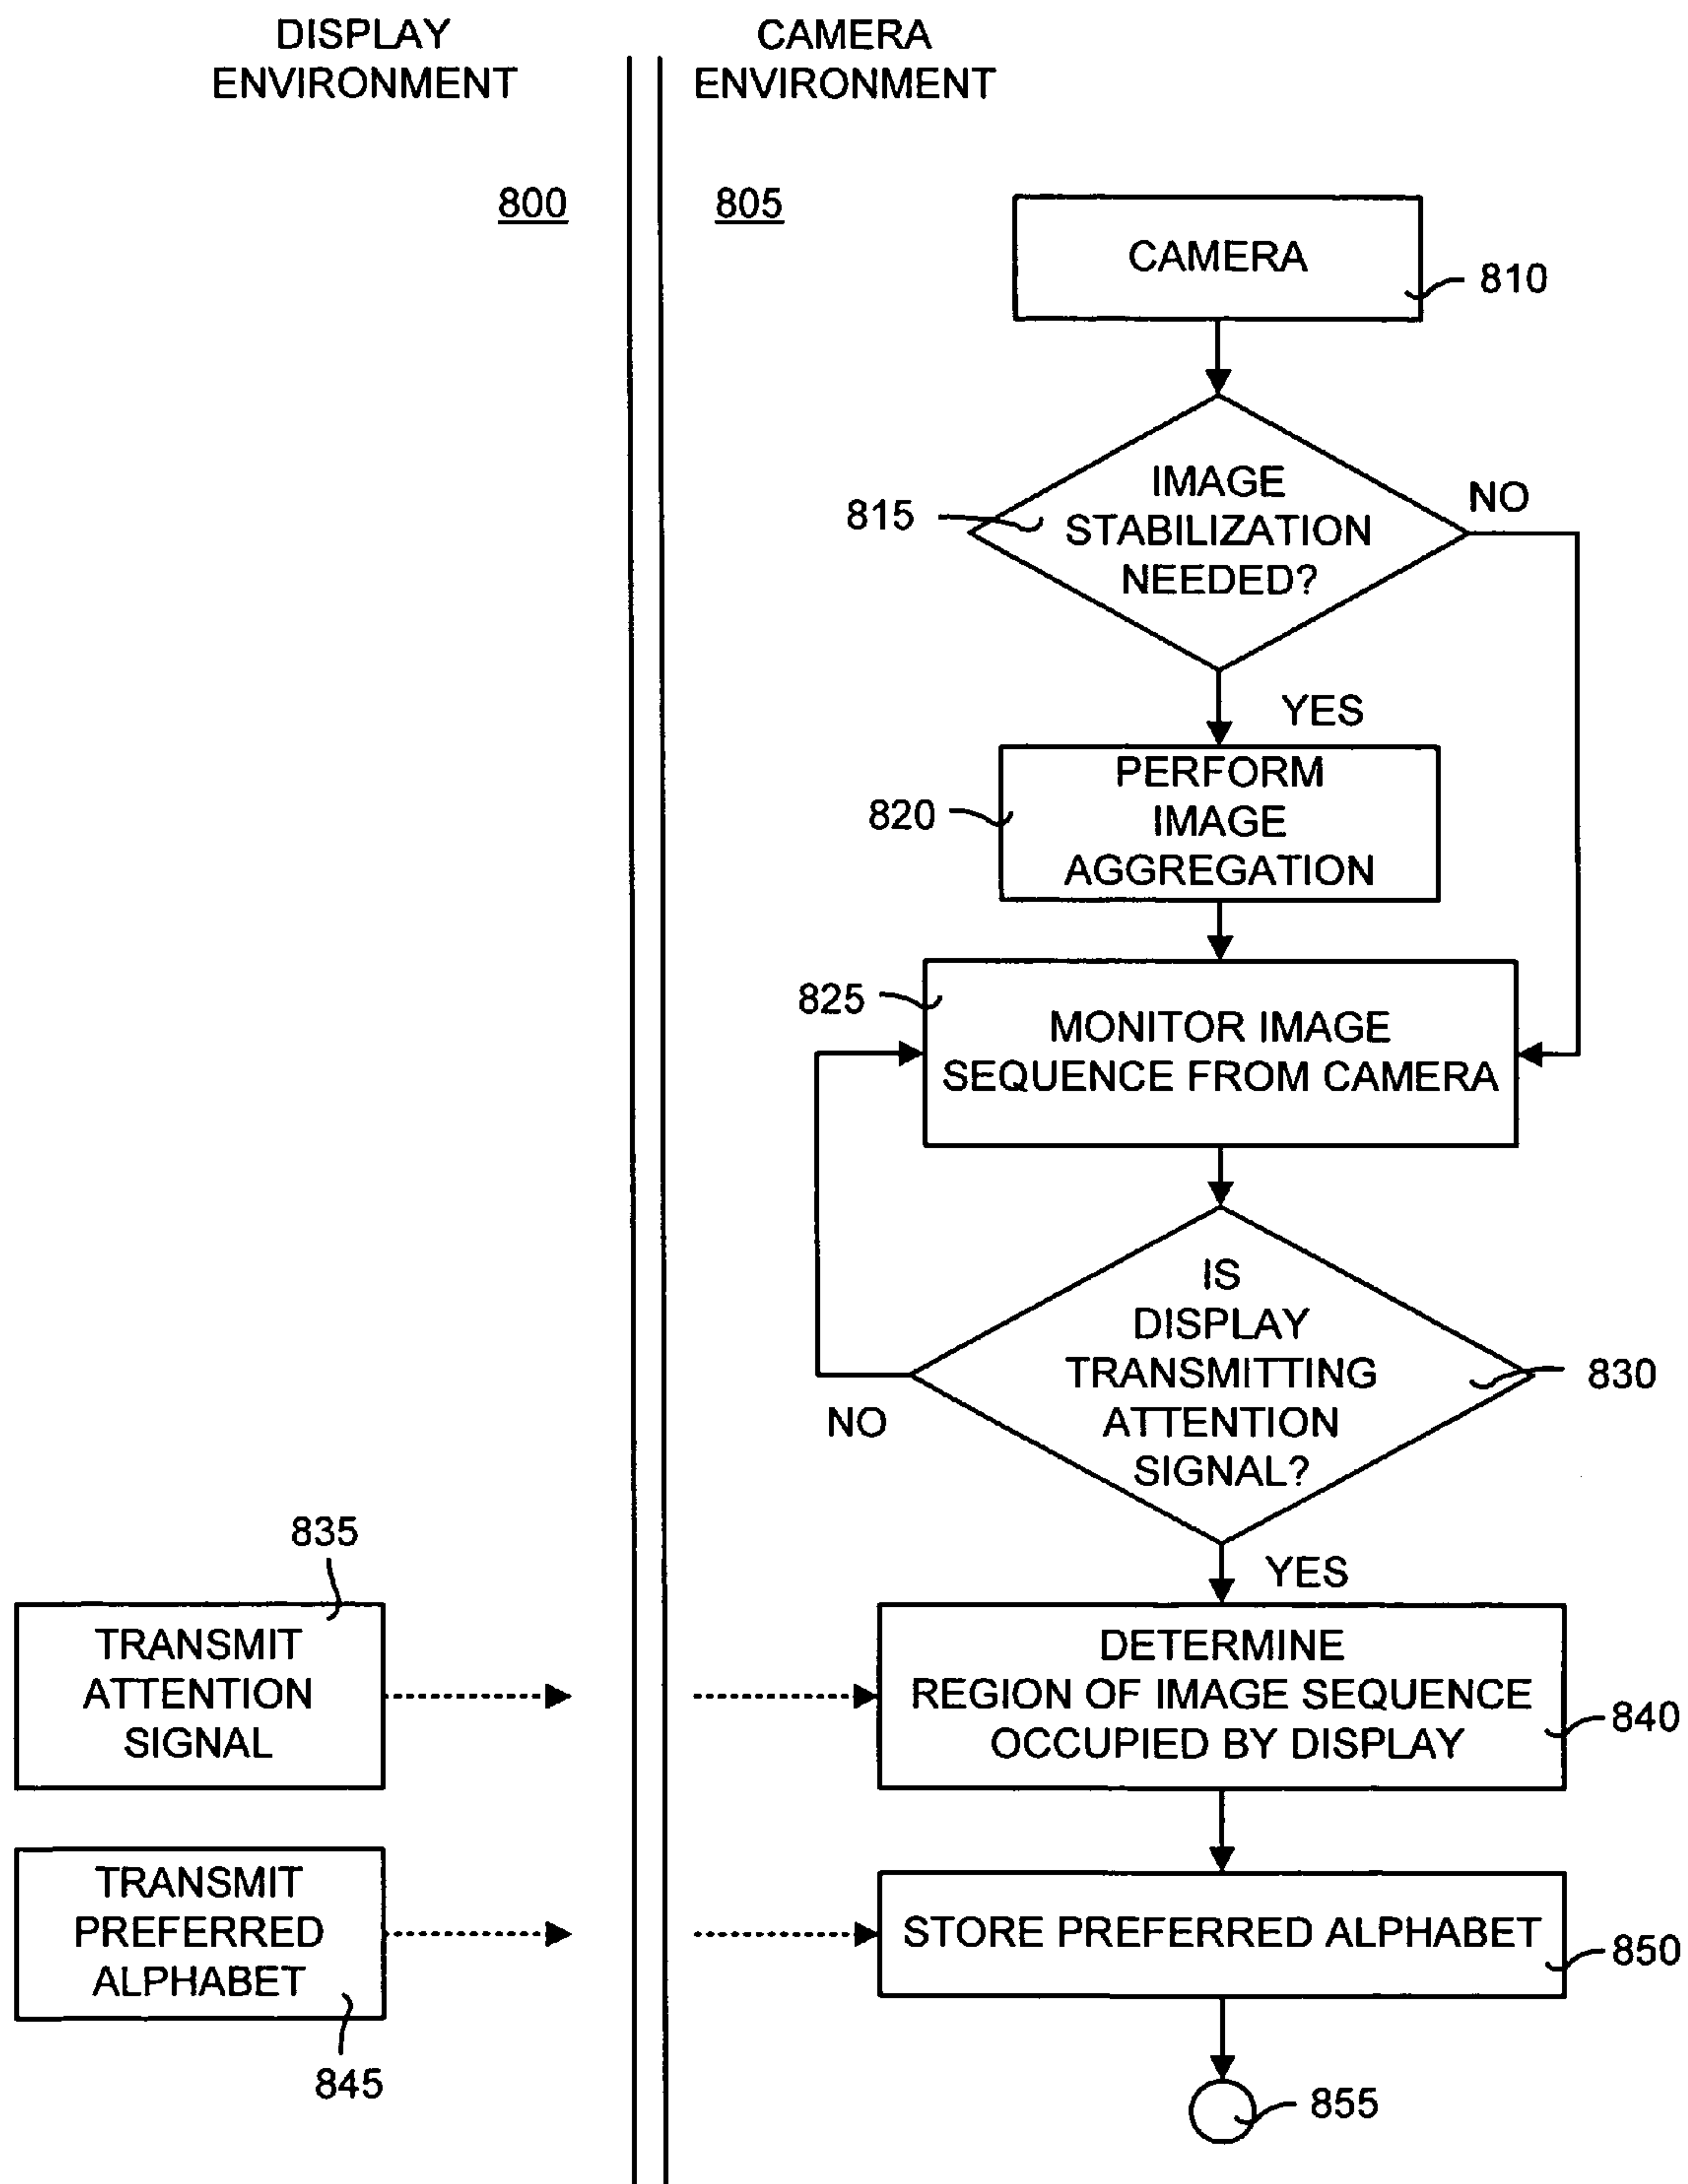 DISPLAY
ENVIRONMENT
CAMERA
ENVIRONMENT
800
805
CAMERA
810
IMAGE
STABILIZATION
NEEDED?
815
NO
YES
PERFORM
IMAGE
AGGREGATION
820
825
MONITOR IMAGE
SEQUENCE FROM CAMERA
IS
DISPLAY
TRANSMITTING
ATTENTION
SIGNAL?
830
NO
YES
835
TRANSMIT
ATTENTION
SIGNAL
DETERMINE
REGION OF IMAGE SEQUENCE
OCCUPIED BY DISPLAY
840
TRANSMIT
PREFERRED
ALPHABET
845
STORE PREFERRED ALPHABET
850
855